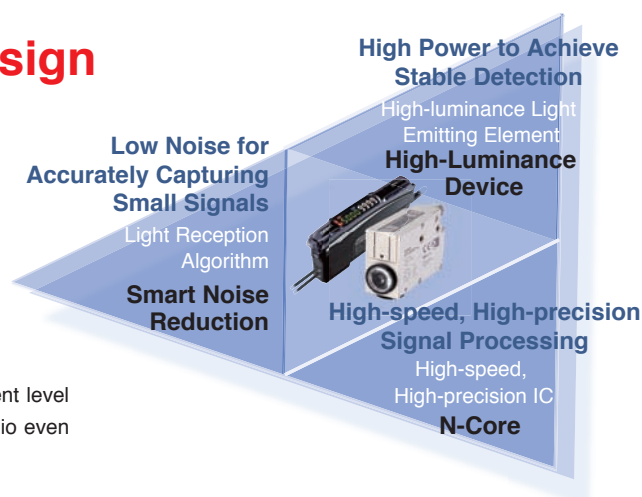 sign
High Power to Achieve
Stable Detection
High-luminance Light
Emitting Element
High-Luminance
Device
Low Noise for
Accurately Capturing
Small Signals
Light Reception
Algorithm
Smart Noise
Reduction
High-speed, High-precision
Signal Processing
High-speed,
High-precision IC
N-Core
nt level
io even